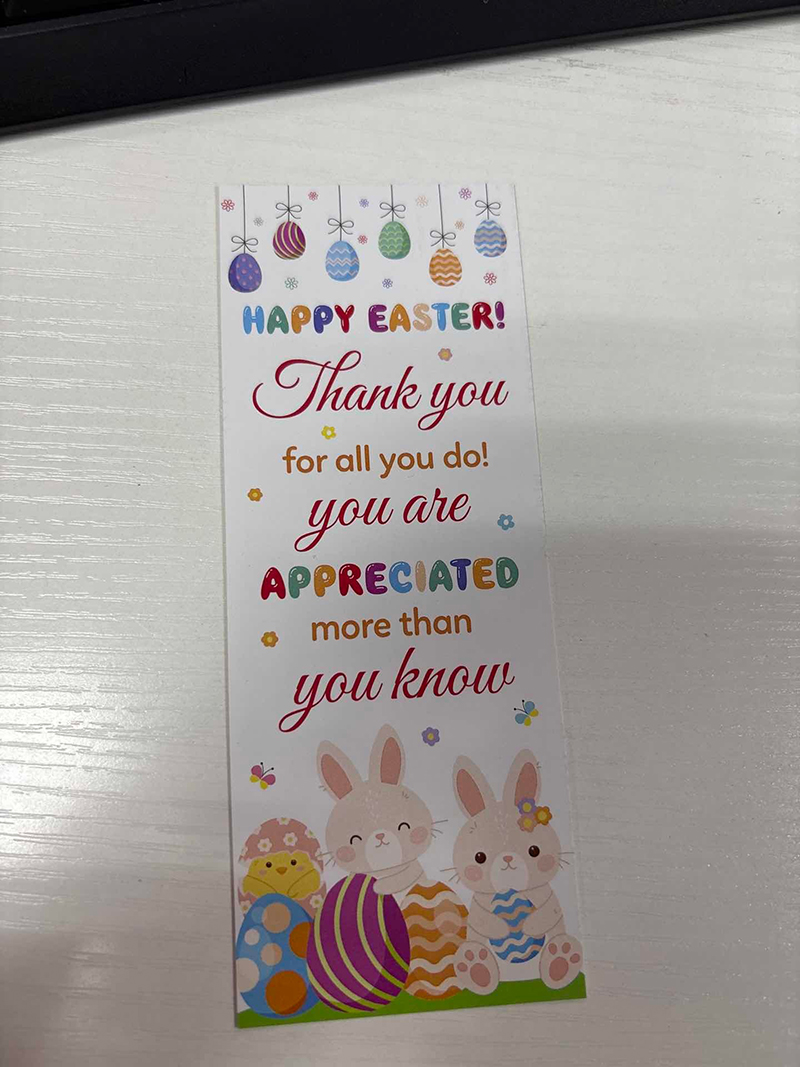 HAPPY EASTER!
Thank you
for all you do!
you are
APPRECIATED
more than
you know